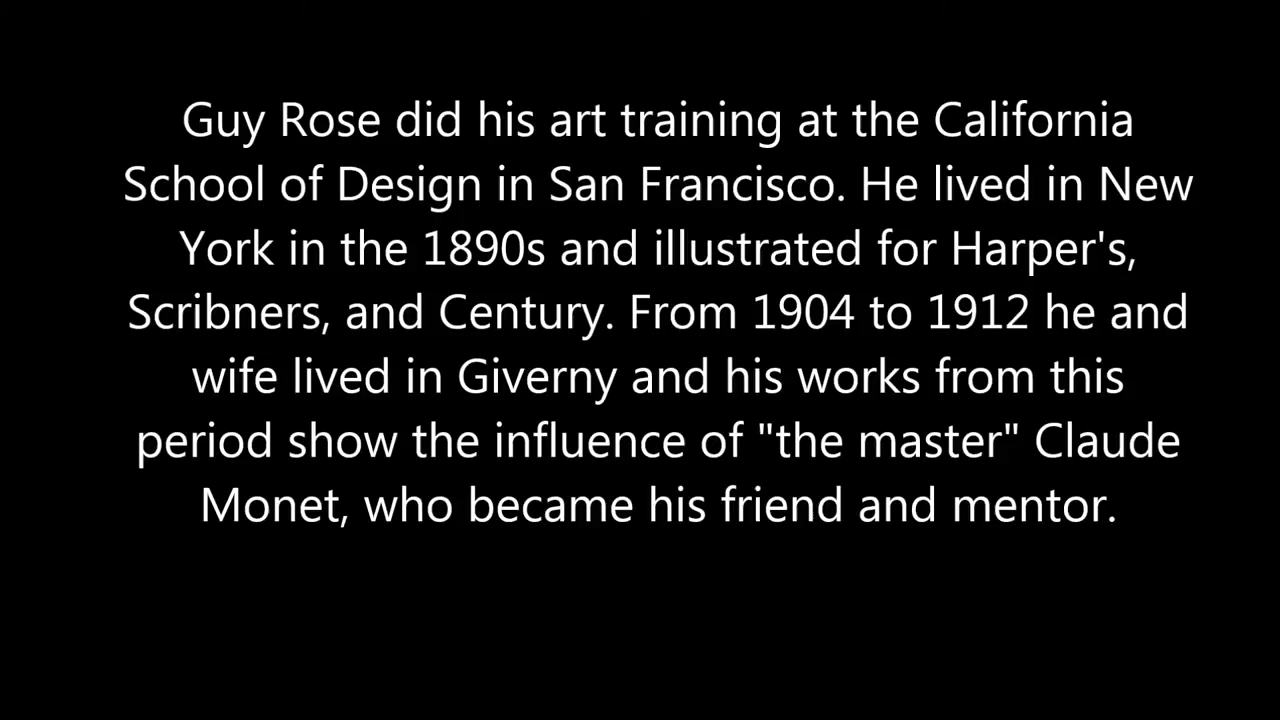 Guy Rose did his art training at the California
School of Design in San Francisco. He lived in New
York in the 1890s and illustrated for Harper's,
Scribners, and Century. From 1904 to 1912 he and
wife lived in Giverny and his works from this
period show the influence of "the master" Claude
Monet, who became his friend and mentor.